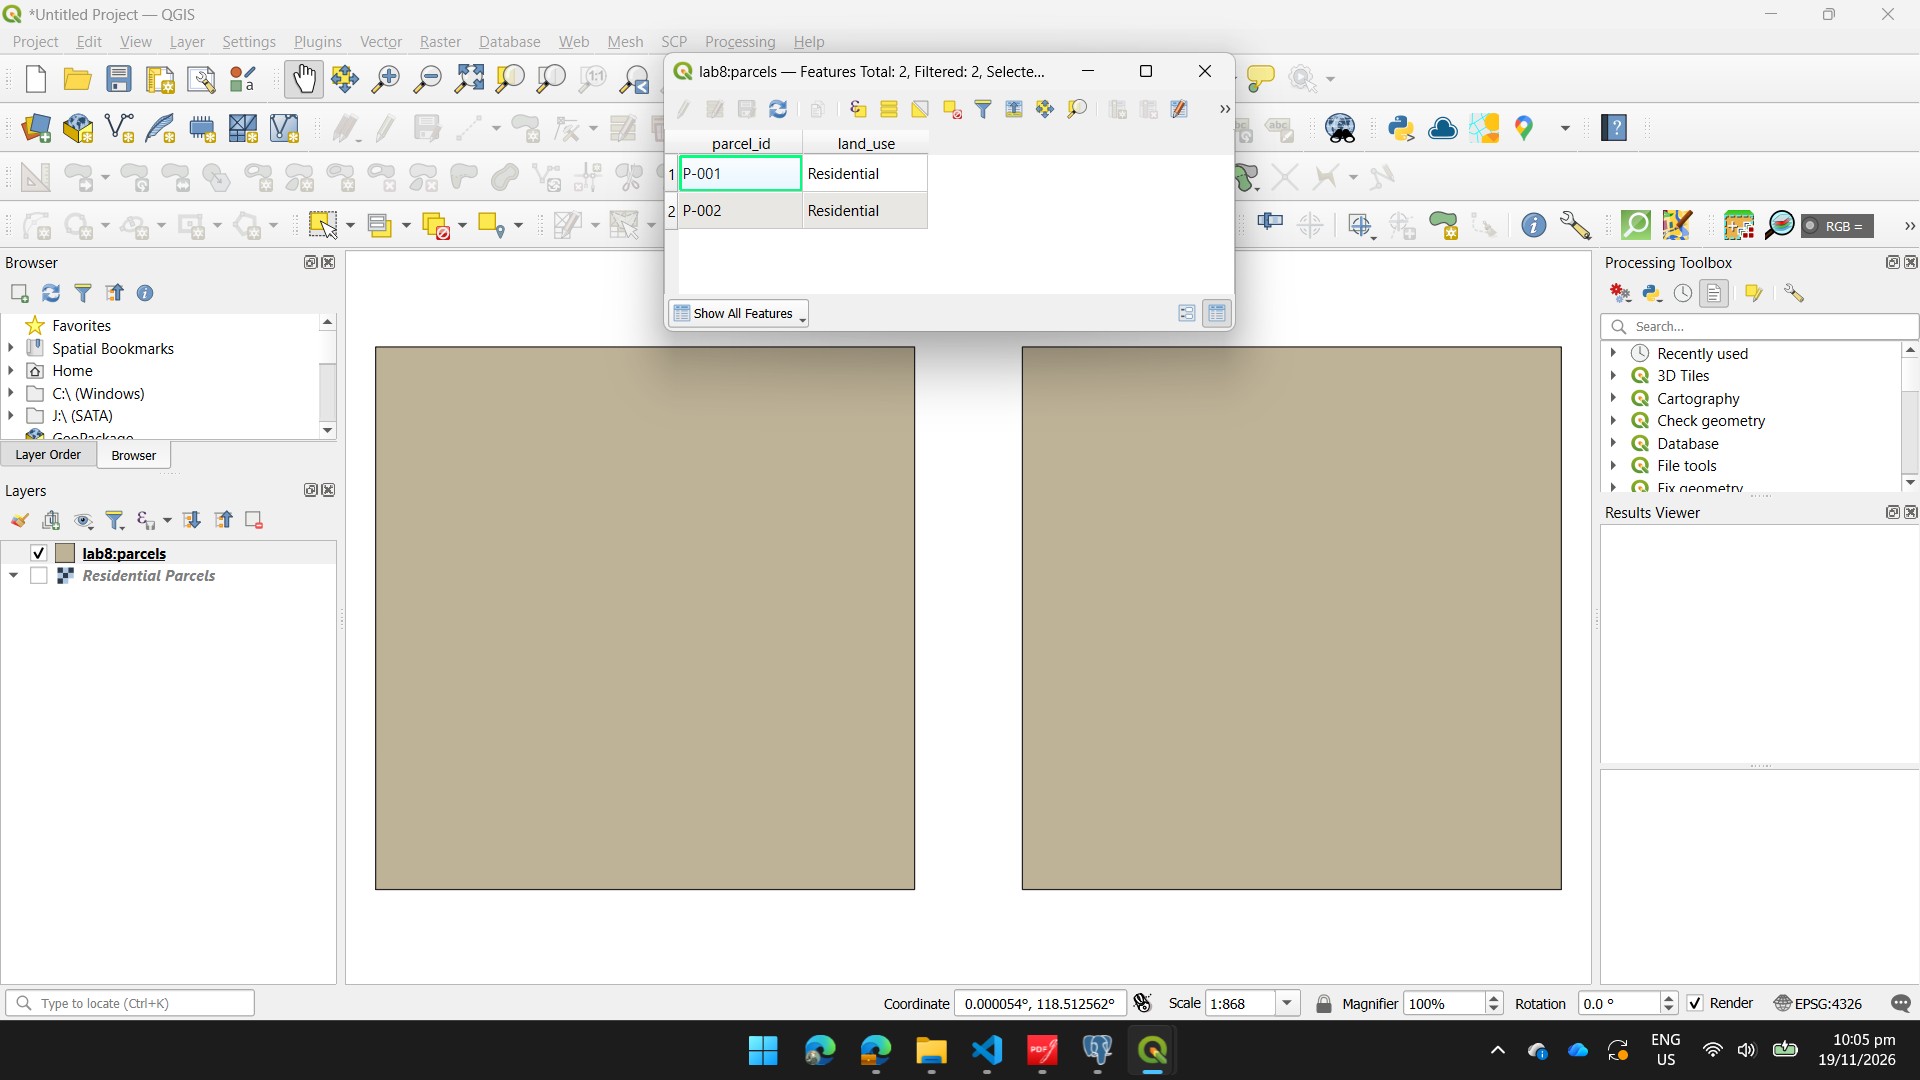 *Untitled Project — QGIS
Project Edit View Layer Settings Plugins Vector Raster Database Web Mesh SCP Processing Help
lab8:parcels — Features Total: 2, Filtered: 2, Selecte...
parcel_id land_use
1 P-001 Residential
2 P-002 Residential
Show All Features
RGB =
Browser
Favorites
Spatial Bookmarks
Home
C:\ (Windows)
J:\ (SATA)
GeoPackage
Layer Order Browser
Layers
lab8:parcels
Residential Parcels
Processing Toolbox
Search...
Recently used
3D Tiles
Cartography
Check geometry
Database
File tools
Fix geometry
Results Viewer
Type to locate (Ctrl+K)
Coordinate 0.000054°, 118.512562° Scale 1:868 Magnifier 100% Rotation 0.0 ° Render EPSG:4326
ENG
US
10:05 pm
19/11/2026